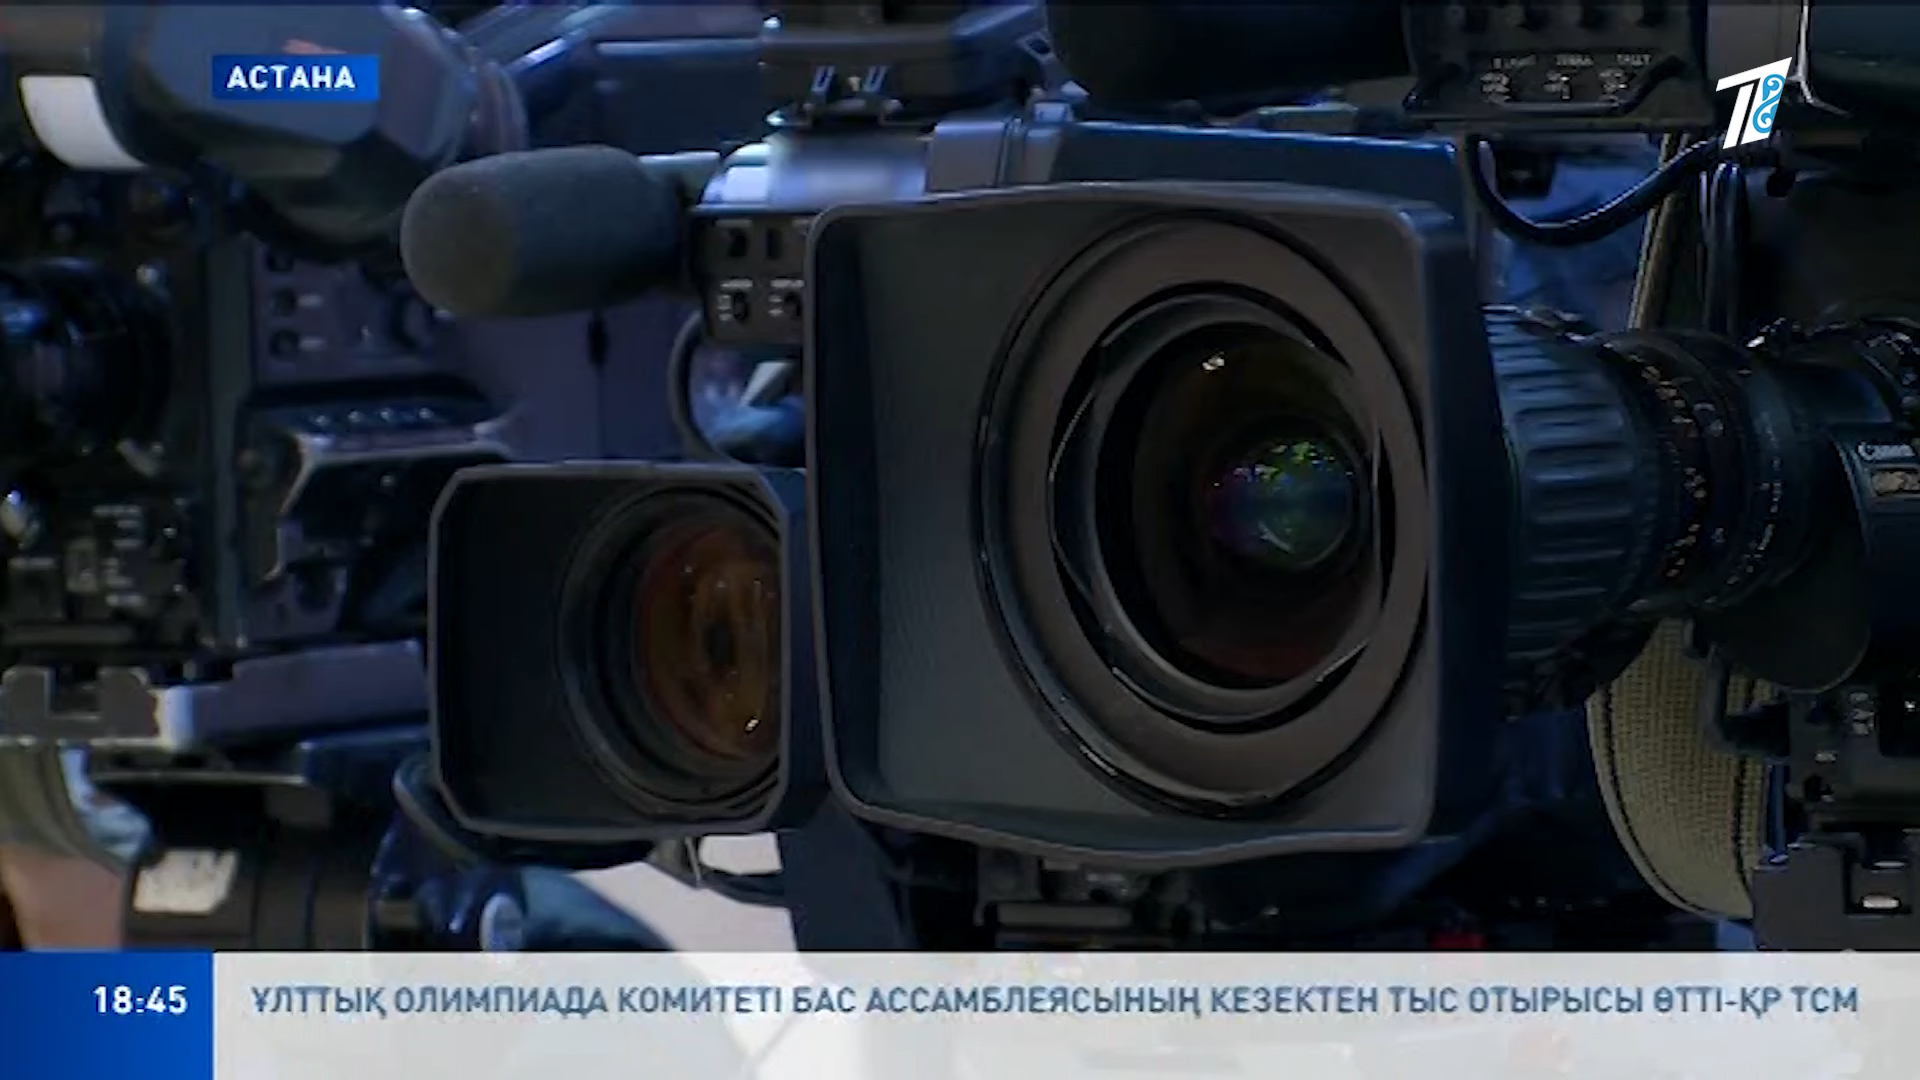 АСТАНА
Canon
18:45
ҰЛТТЫҚ ОЛИМПИАДА КОМИТЕТІ БАС АССАМБЛЕЯСЫНЫҢ КЕЗЕКТЕН ТЫС ОТЫРЫСЫ ӨТТІ-ҚР ТСМ